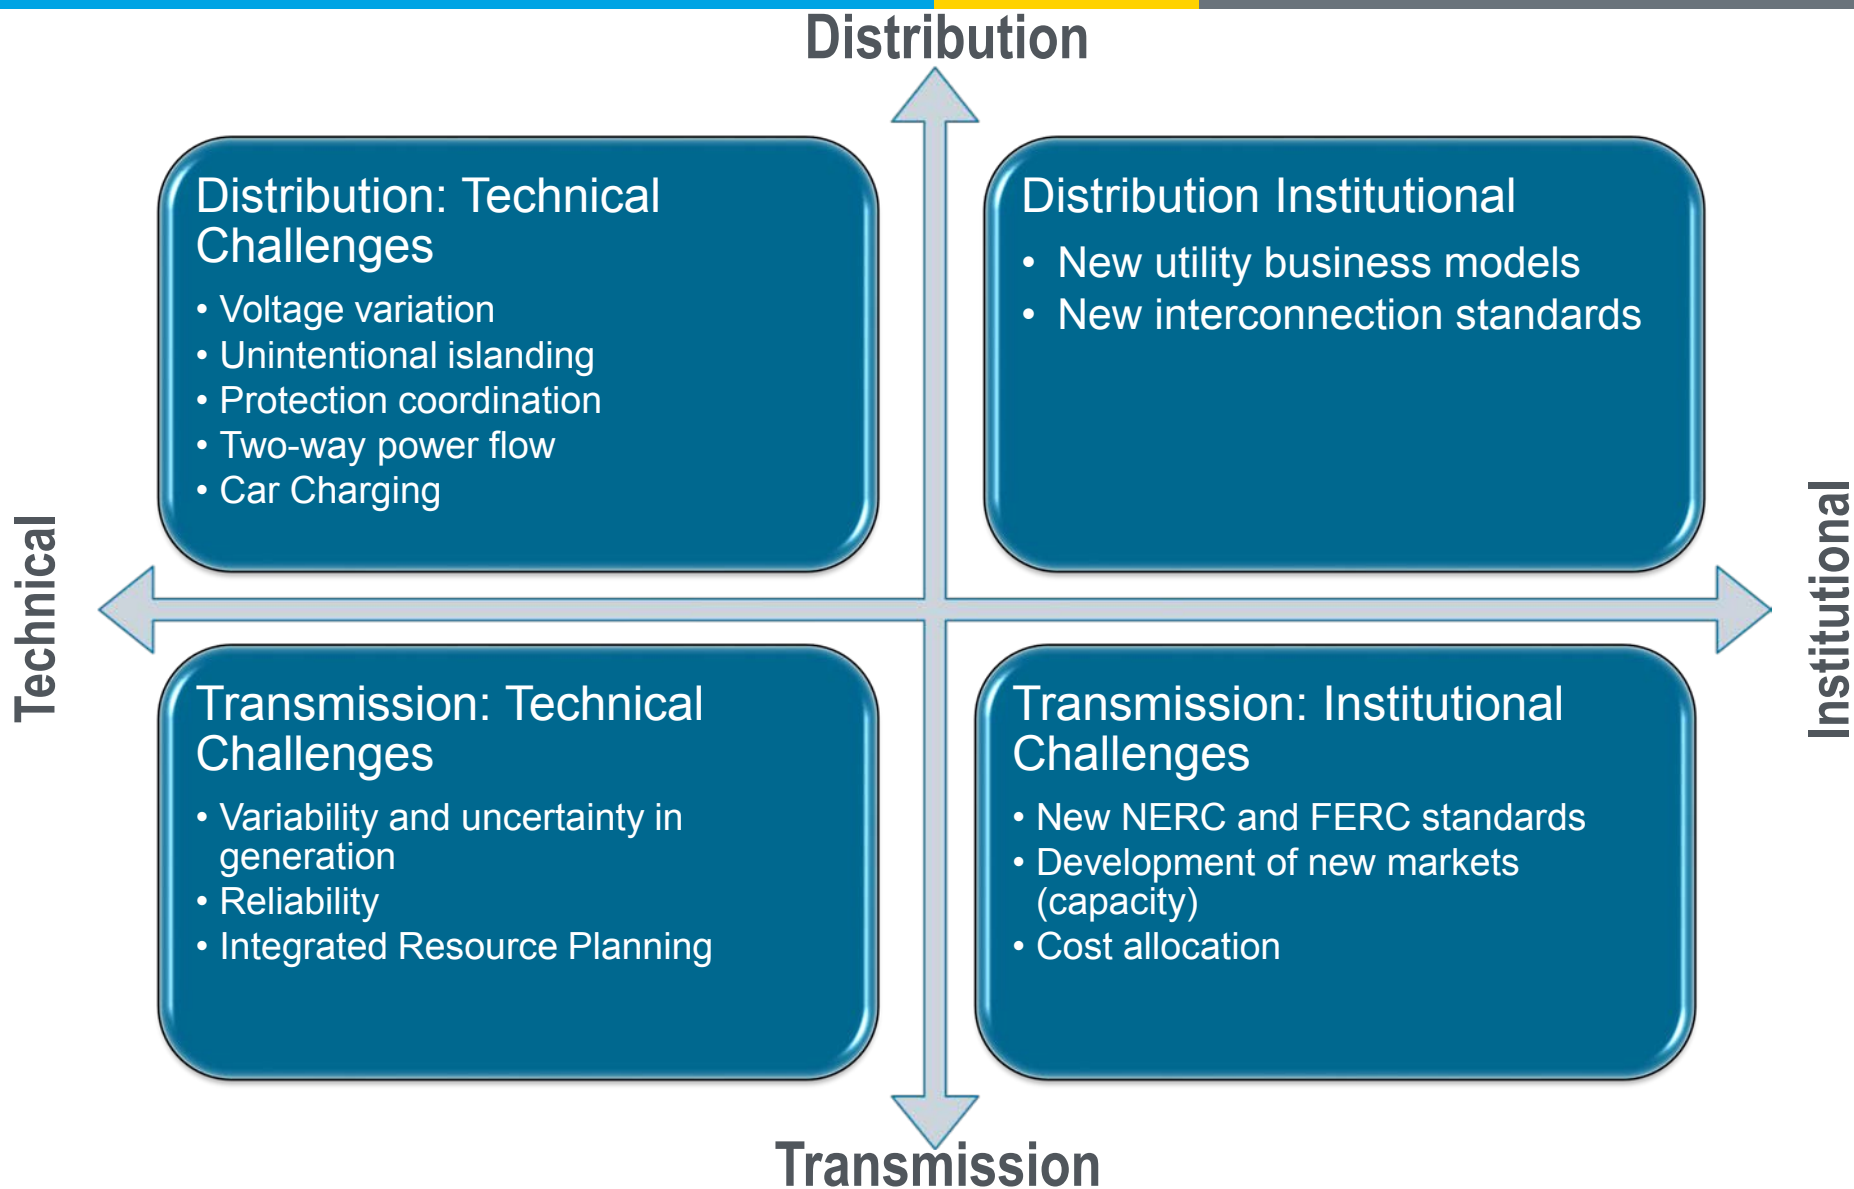 Distribution
Distribution: Technical
Challenges
• Voltage variation
• Unintentional islanding
• Protection coordination
• Two-way power flow
• Car Charging
Distribution Institutional
• New utility business models
• New interconnection standards
Technical
Institutional
Transmission: Technical
Challenges
• Variability and uncertainty in
generation
• Reliability
• Integrated Resource Planning
Transmission: Institutional
Challenges
• New NERC and FERC standards
• Development of new markets
(capacity)
• Cost allocation
Transmission